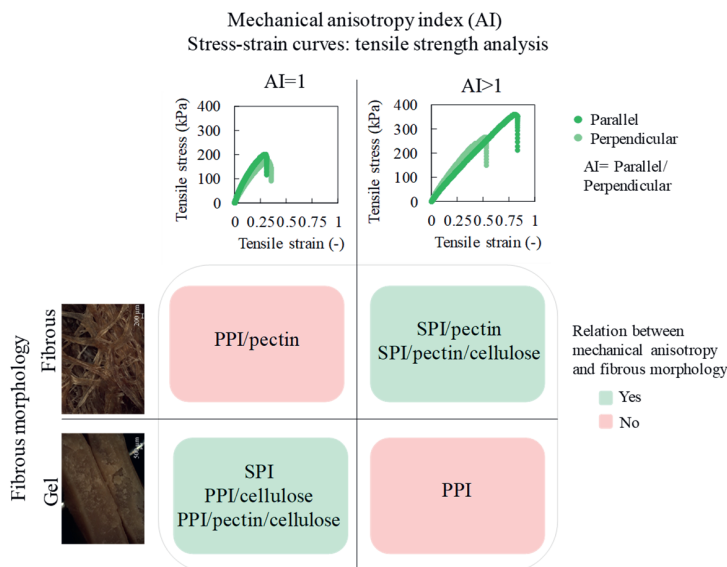 Mechanical anisotropy index (AI)
Stress-strain curves: tensile strength analysis
AI=1
AI>1
Tensile stress (kPa)
400
300
200
100
0
0 0.25 0.5 0.75 1
Tensile strain (-)
Tensile stress (kPa)
400
300
200
100
0
0 0.25 0.5 0.75 1
Tensile strain (-)
Parallel
Perpendicular
AI= Parallel/
Perpendicular
Fibrous morphology
Fibrous
200 µm
PPI/pectin
SPI/pectin
SPI/pectin/cellulose
Relation between
mechanical anisotropy
and fibrous morphology
Yes
No
Gel
SPI
PPI/cellulose
PPI/pectin/cellulose
PPI